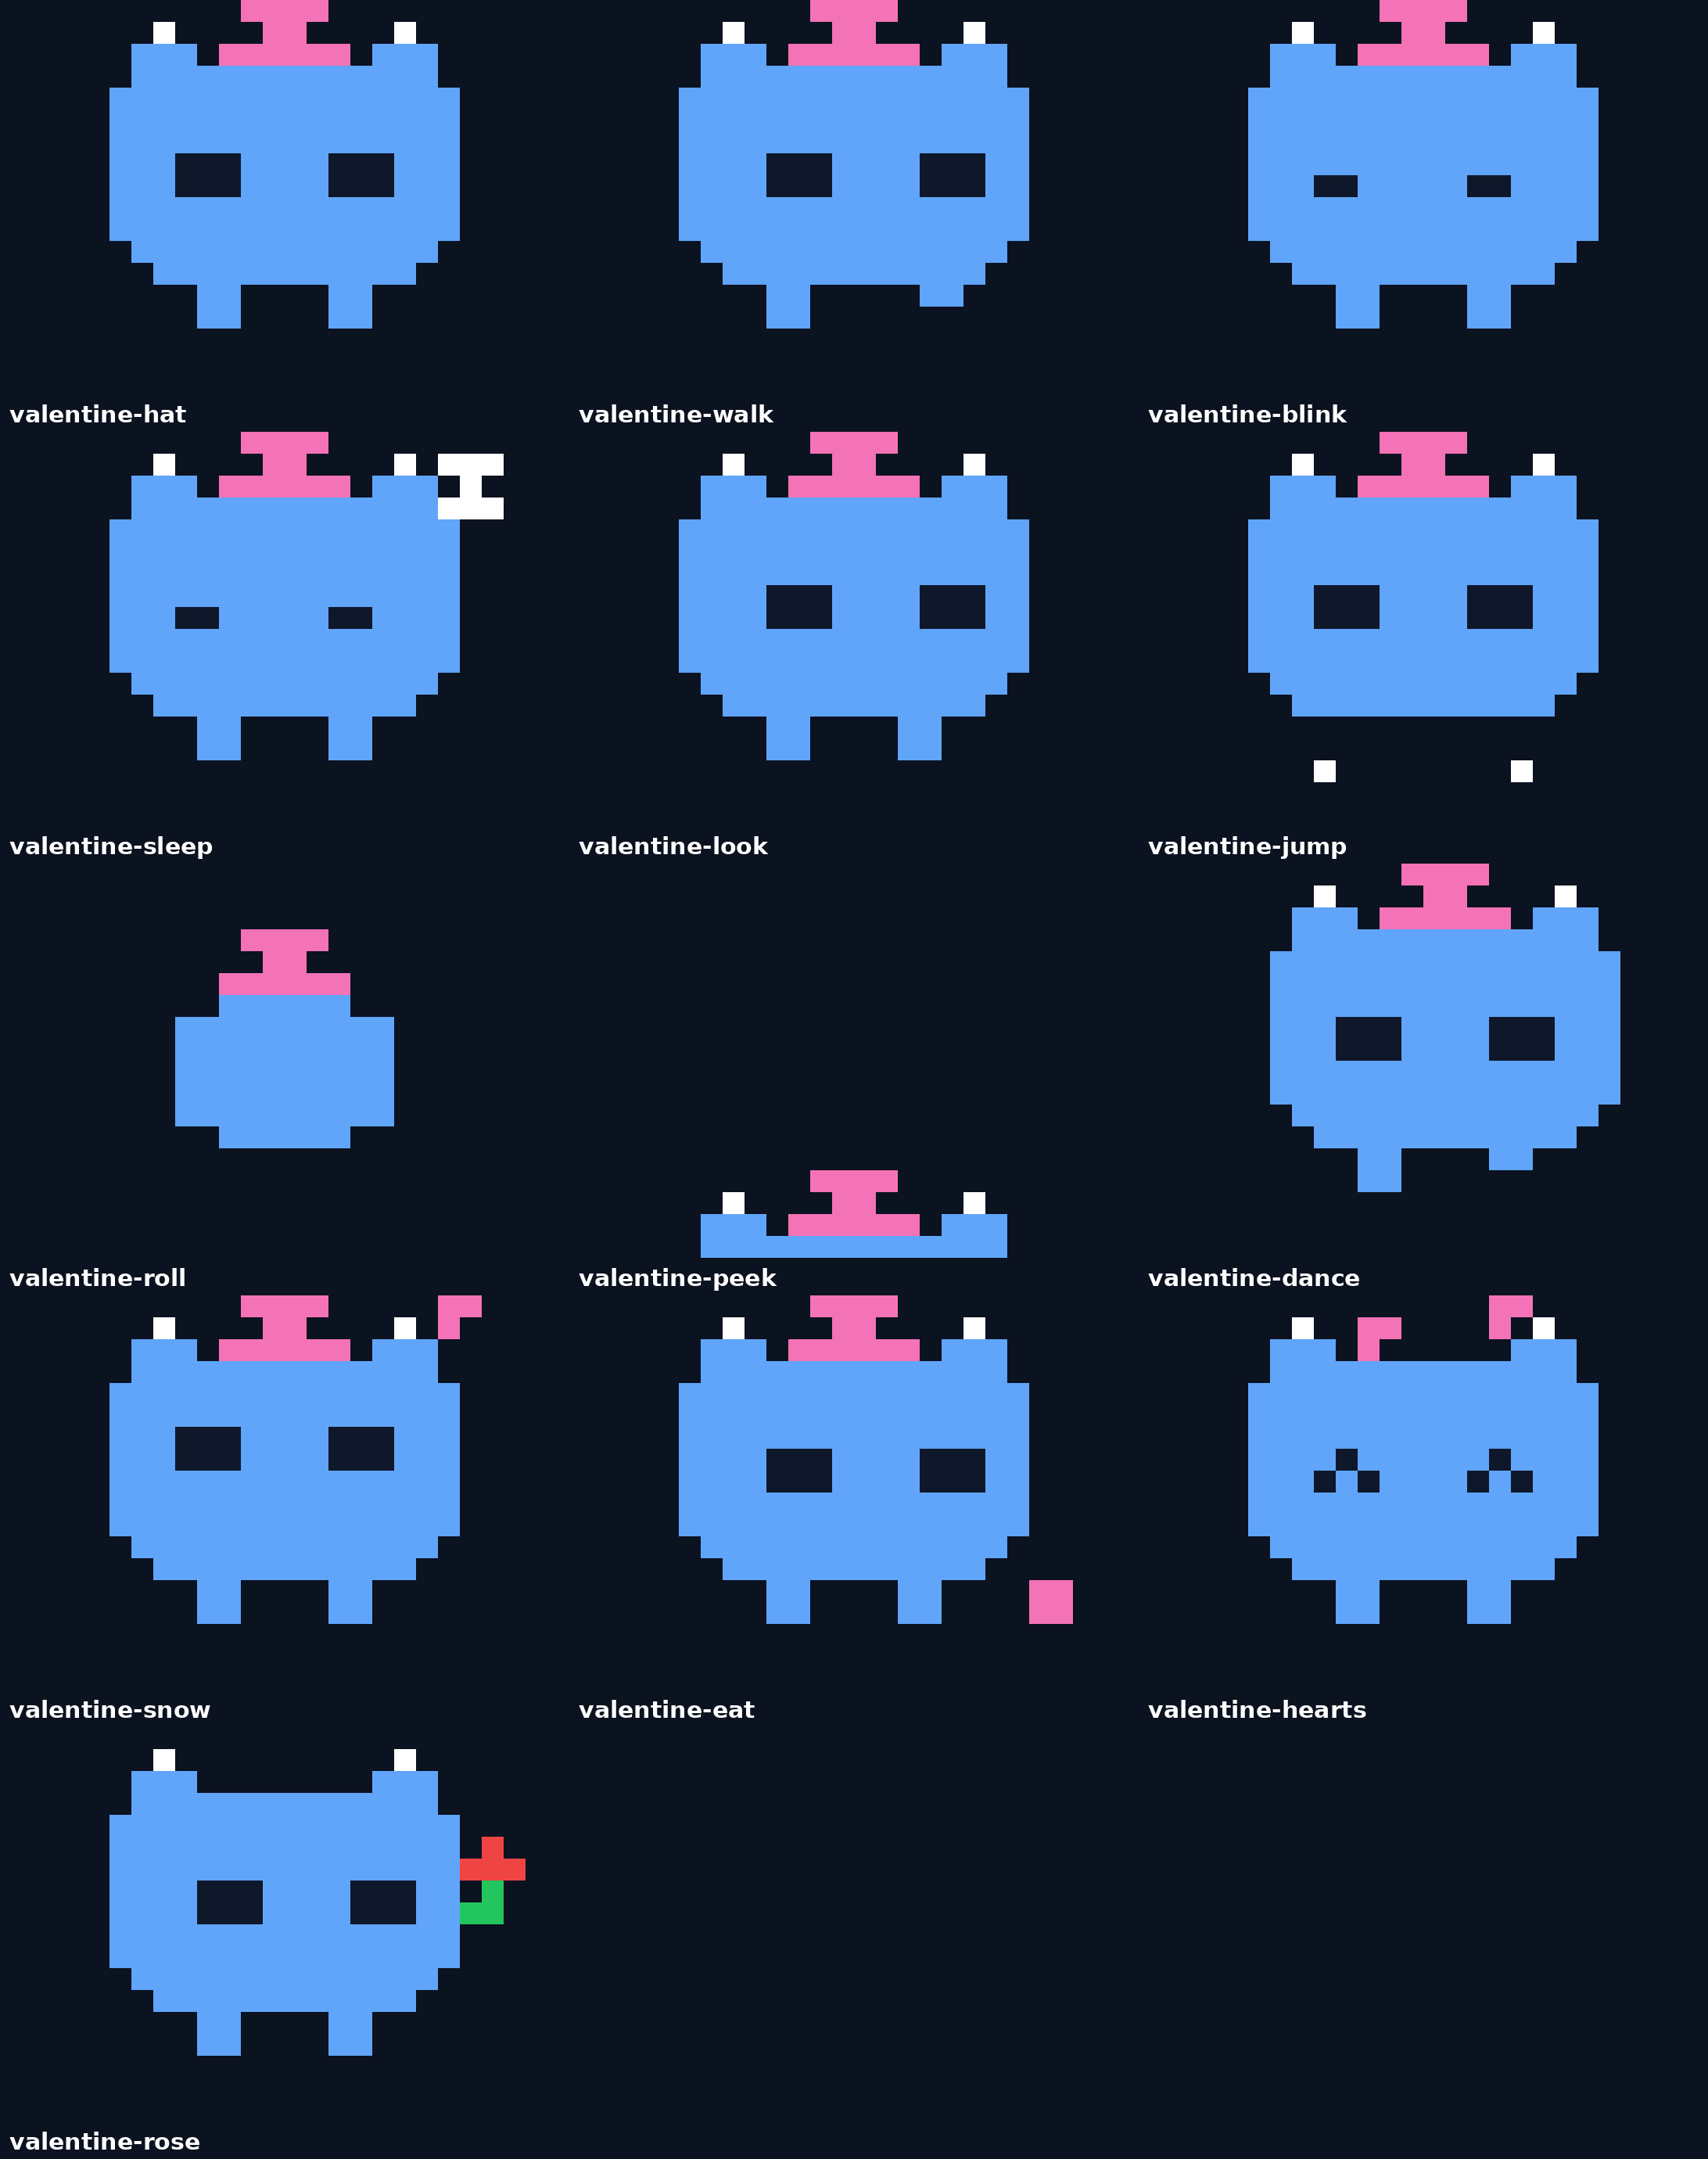 valentine-hat
valentine-walk
valentine-blink
valentine-sleep
valentine-look
valentine-jump
valentine-roll
valentine-peek
valentine-dance
valentine-snow
valentine-eat
valentine-hearts
valentine-rose